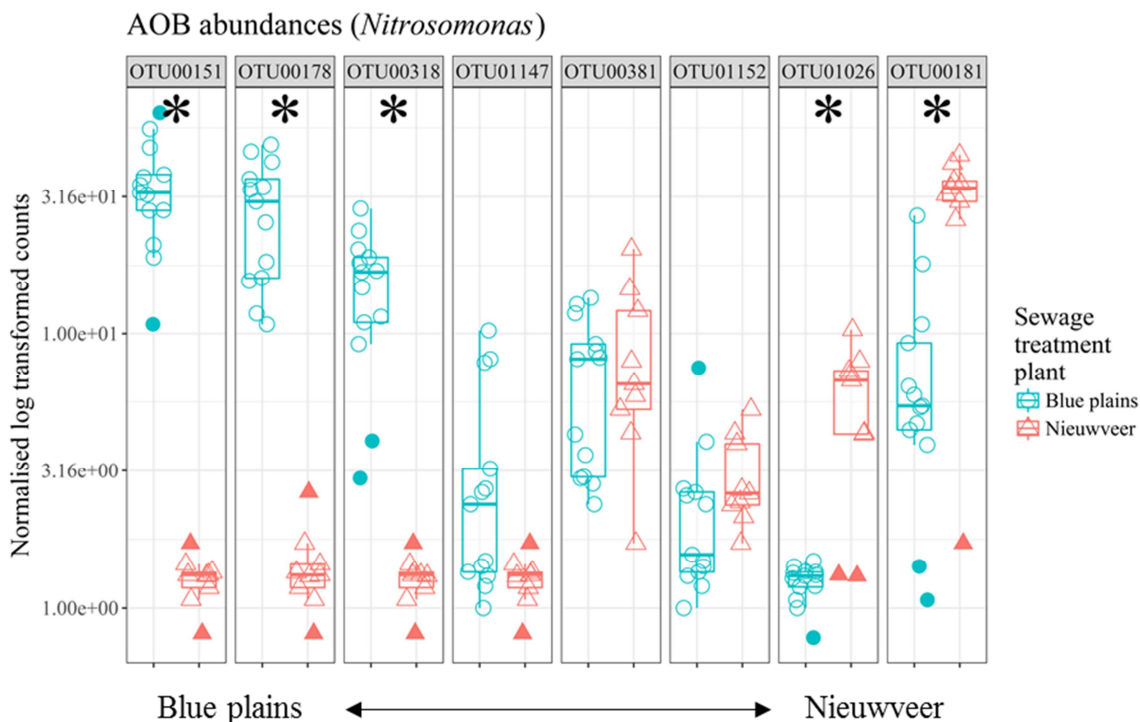 AOB abundances (Nitrosomonas)
OTU00151 OTU00178 OTU00318 OTU01147 OTU00381 OTU01152 OTU01026 OTU00181
* * * * *
3.16e+01
1.00e+01
3.16e+00
1.00e+00
Normalised log transformed counts
Sewage
treatment
plant
Blue plains
Nieuwveer
Blue plains Nieuwveer